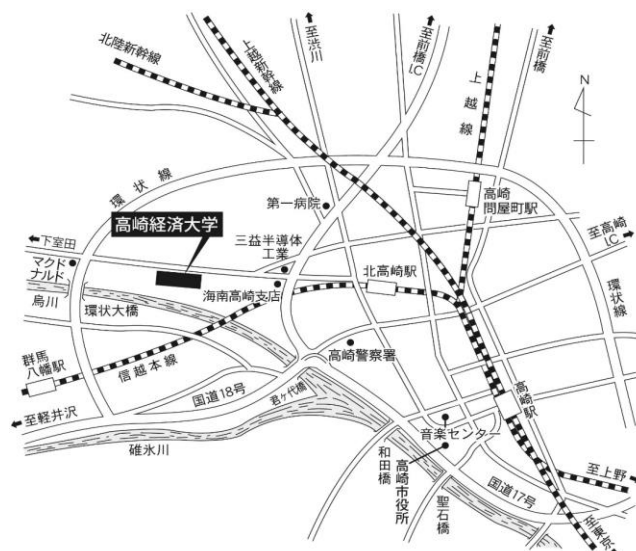 至渋川
至前橋
I.C
至前橋
北陸新幹線
上越新幹線
上越線
N
環状線
第一病院
高崎
問屋町駅
高崎経済大学
三益半導体
工業
至高崎
I.C
下室田
マクド
ナルド
北高崎駅
海南高崎支店
烏川
環状大橋
環状線
群馬
八幡駅
信越本線
高崎警察署
国道18号
君ヶ代橋
高崎駅
至軽井沢
碓氷川
音楽センター
和田橋
高崎市役所
聖石橋
至上野
国道17号
至東京